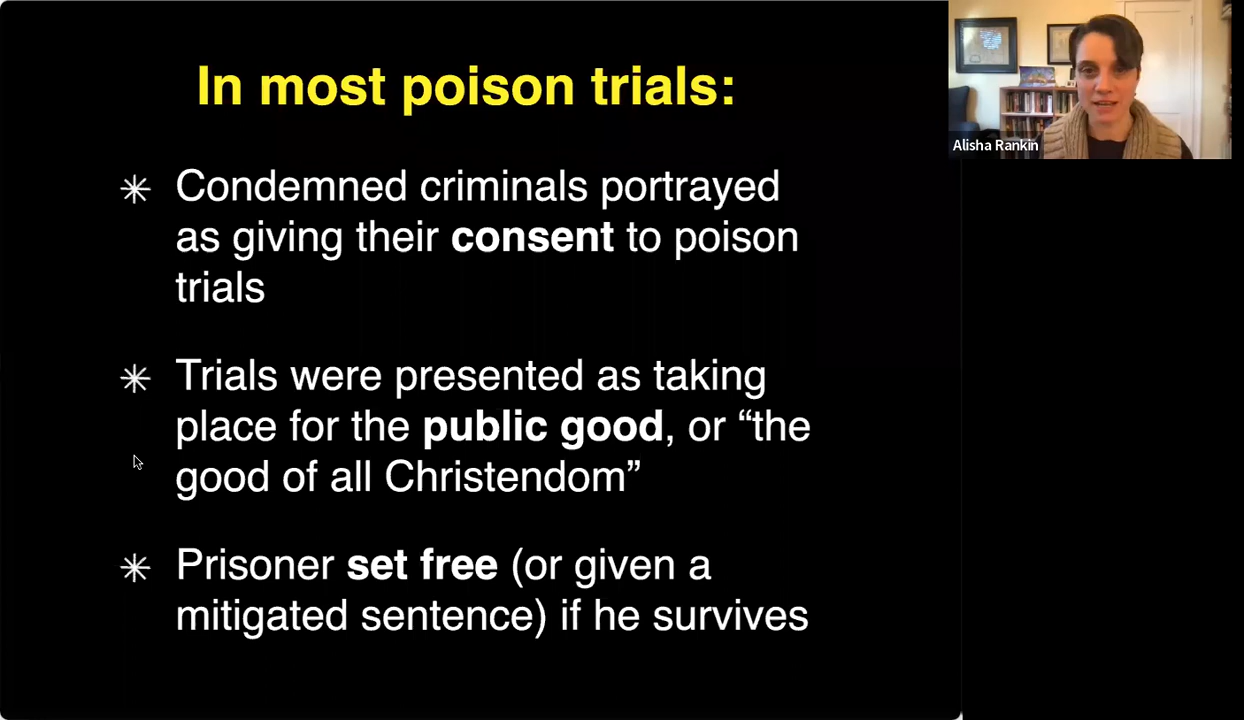 In most poison trials:
Condemned criminals portrayed
as giving their consent to poison
trials
Trials were presented as taking
place for the public good, or “the
good of all Christendom”
Prisoner set free (or given a
mitigated sentence) if he survives
Alisha Rankin